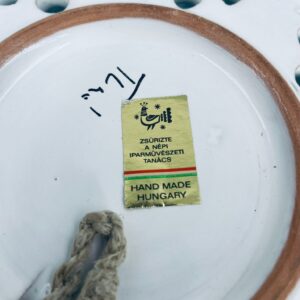 ZSŰRIZTE
A NÉPI
IPARMŰVÉSZETI
TANÁCS
HAND MADE
HUNGARY